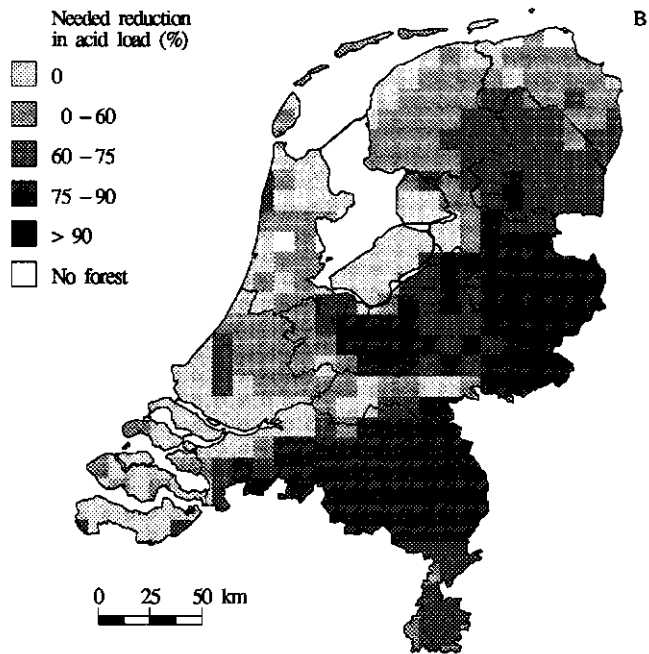 Needed reduction
in acid load (%)
0
0 – 60
60 – 75
75 – 90
> 90
No forest
B
0 25 50 km